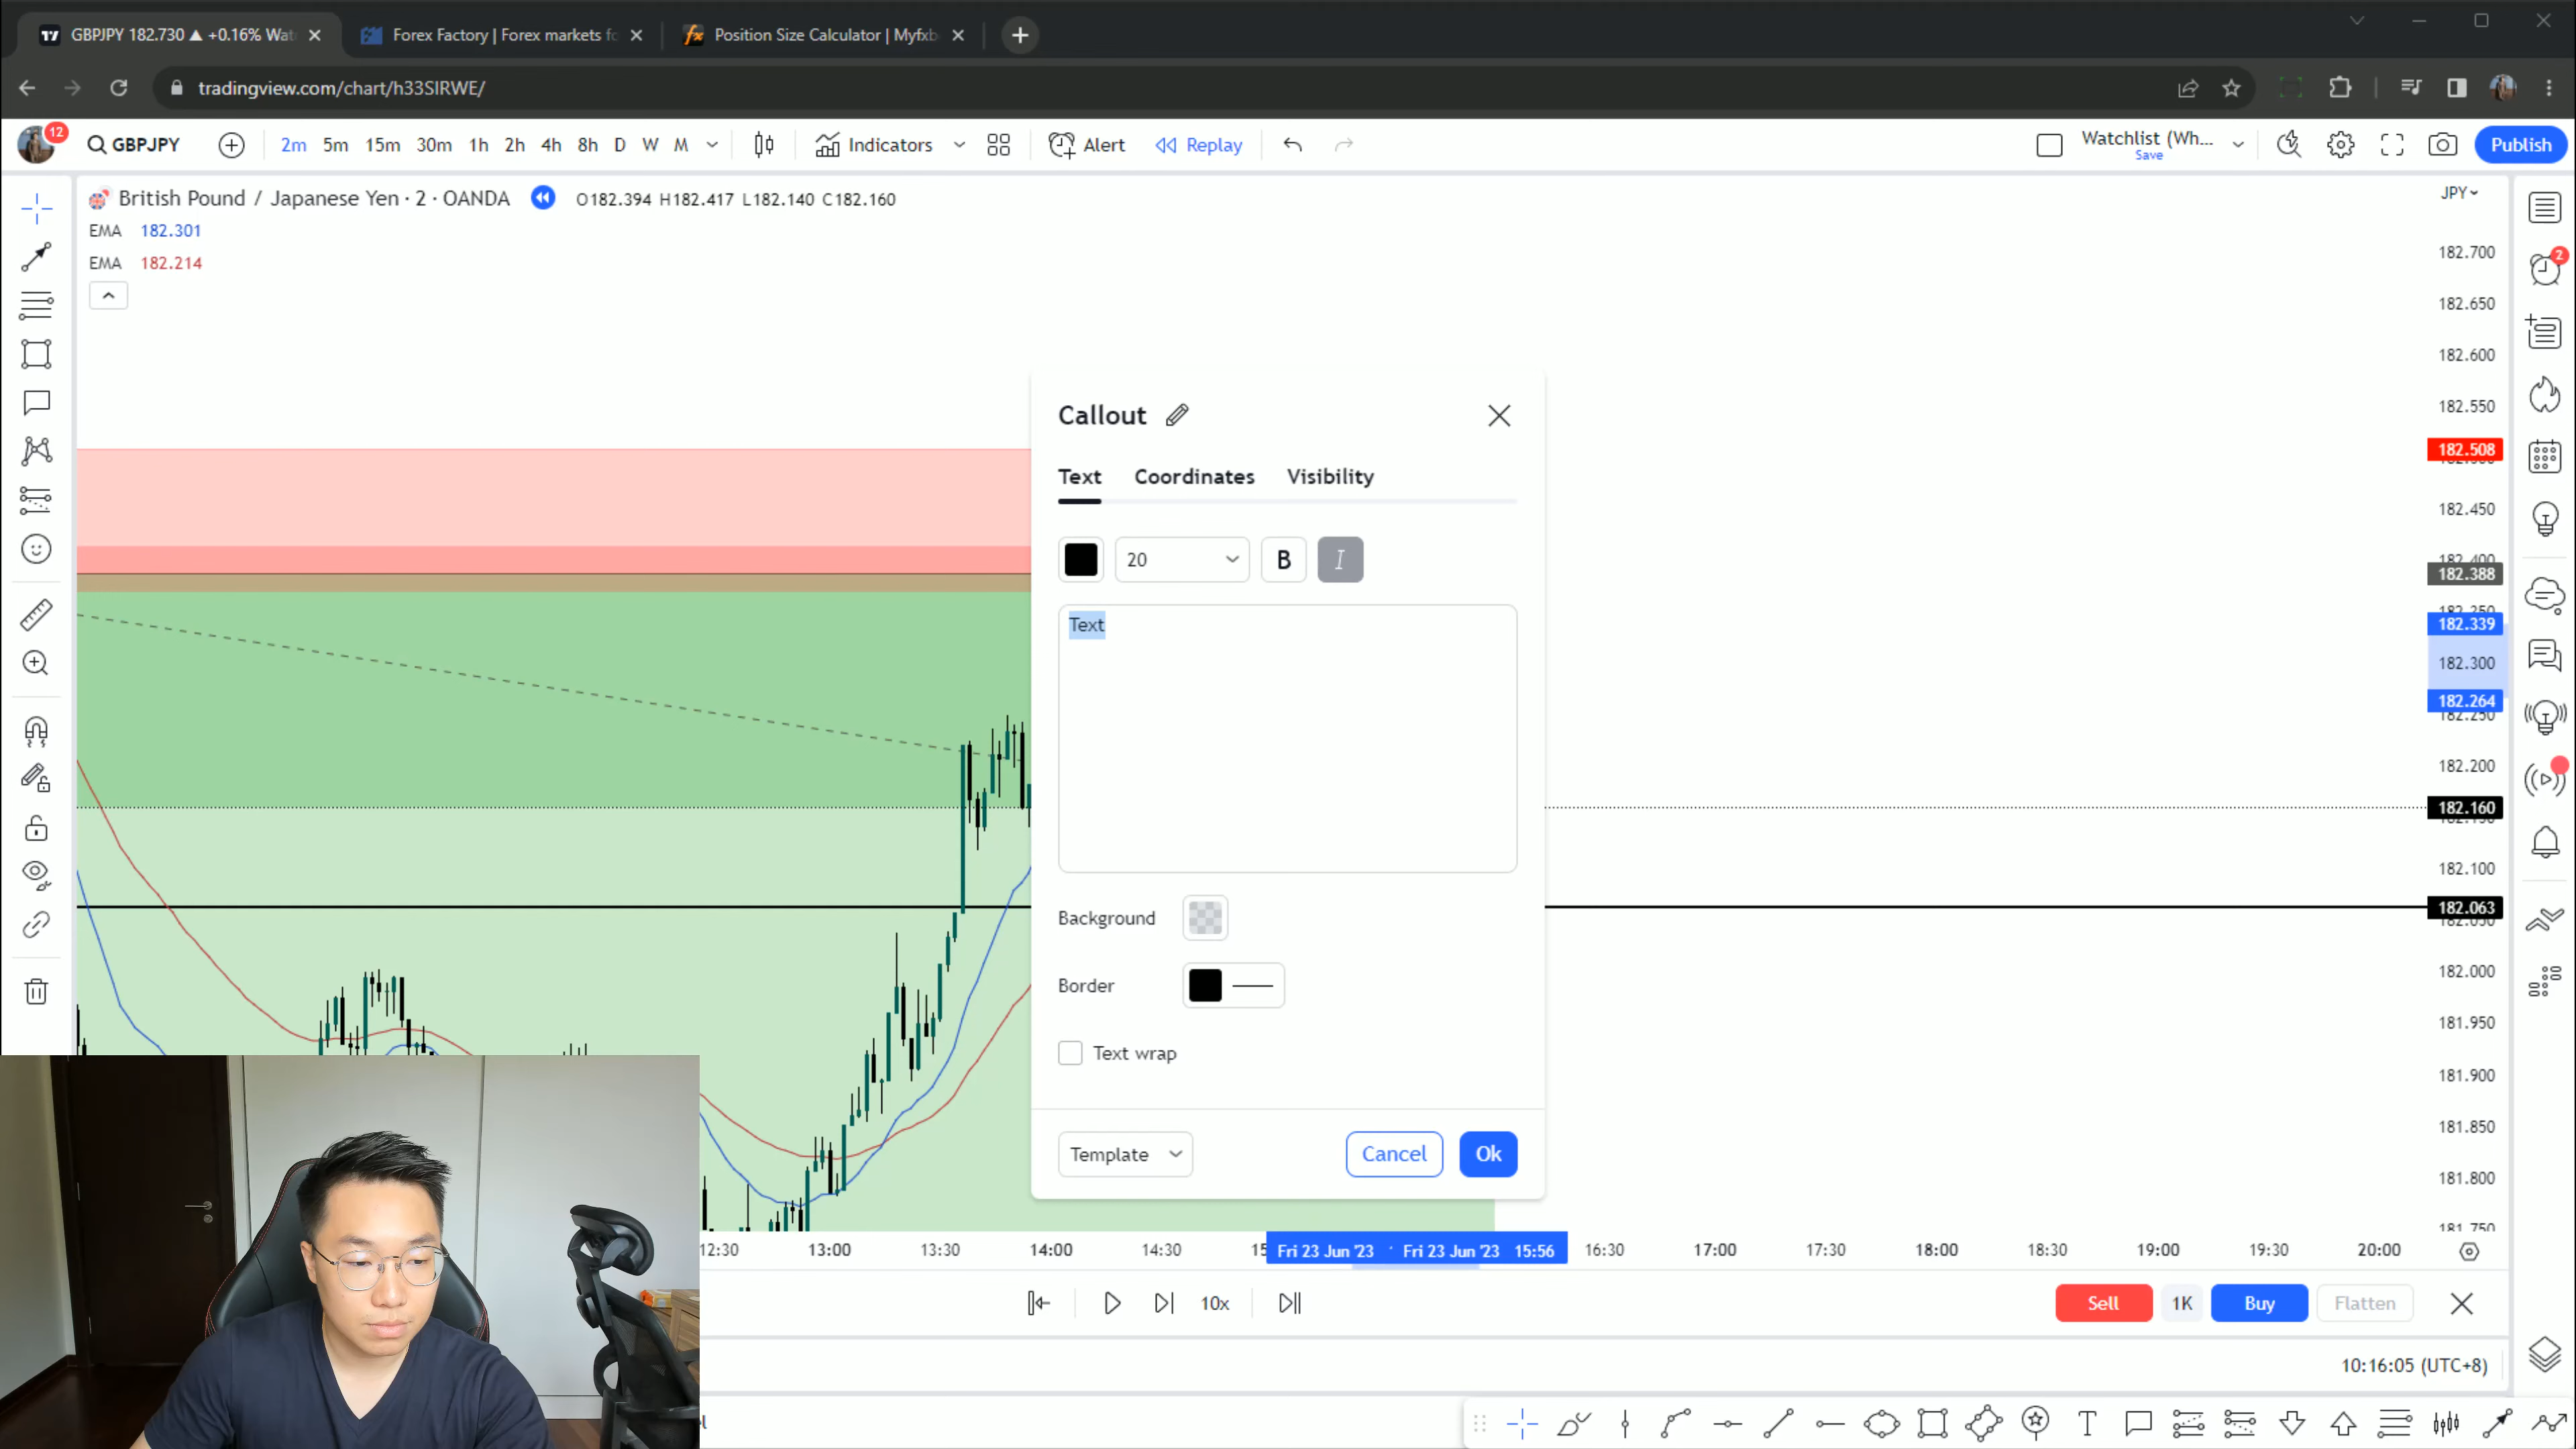 GBPJPY 182.730 ▲ +0.16% Wat
Forex Factory | Forex markets fo
Position Size Calculator | Myfxb
tradingview.com/chart/h33SIRWE/
12
GBPJPY
2m 5m 15m 30m 1h 2h 4h 8h D W M
Indicators
Alert
Replay
Watchlist (Wh...
Save
Publish
British Pound / Japanese Yen · 2 · OANDA
O182.394 H182.417 L182.140 C182.160
JPY
EMA 182.301
EMA 182.214
182.700
2
182.650
182.600
182.550
182.508
182.450
182.388
182.339
182.300
182.264
182.250
182.200
182.160
182.100
182.063
182.000
181.950
181.900
181.850
181.800
181.750
Callout
Text Coordinates Visibility
20
B
I
Text
Background
Border
Text wrap
Template
Cancel
Ok
12:30 13:00 13:30 14:00 14:30 15 Fri 23 Jun '23 Fri 23 Jun '23 15:56 16:30 17:00 17:30 18:00 18:30 19:00 19:30 20:00
10x
Sell
1K
Buy
Flatten
10:16:05 (UTC+8)